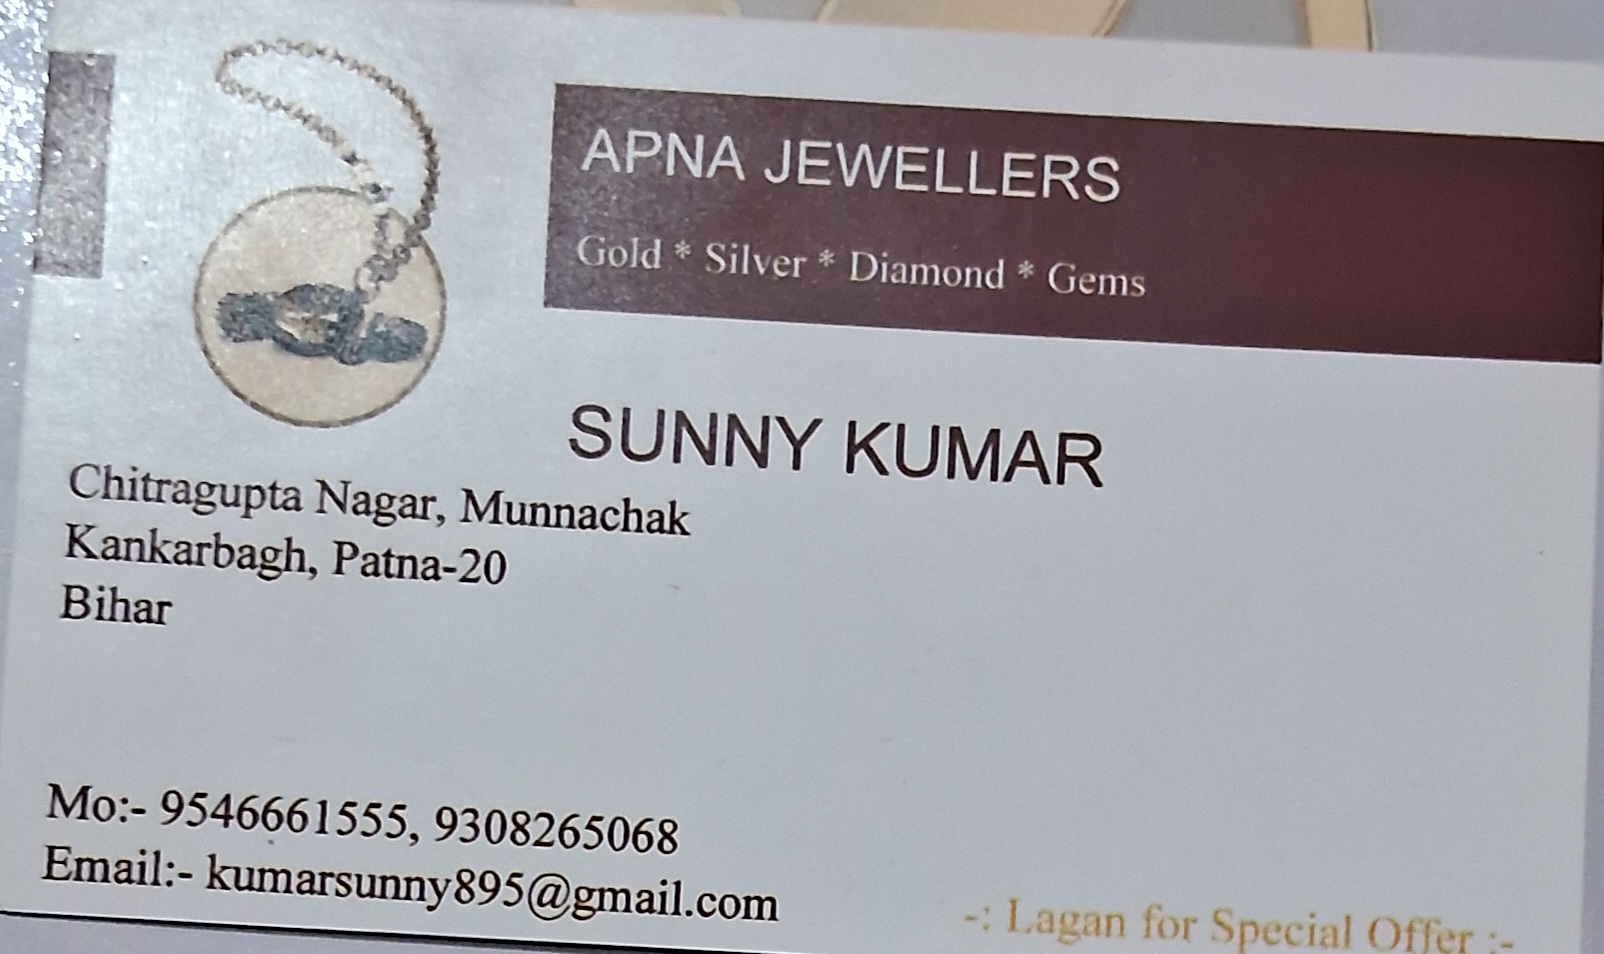 APNA JEWELLERS
Gold * Silver * Diamond * Gems
SUNNY KUMAR
Chitragupta Nagar, Munnachak
Kankarbagh, Patna-20
Bihar
Mo:- 9546661555, 9308265068
Email:- kumarsunny895@gmail.com
-: Lagan for Special Offer :-